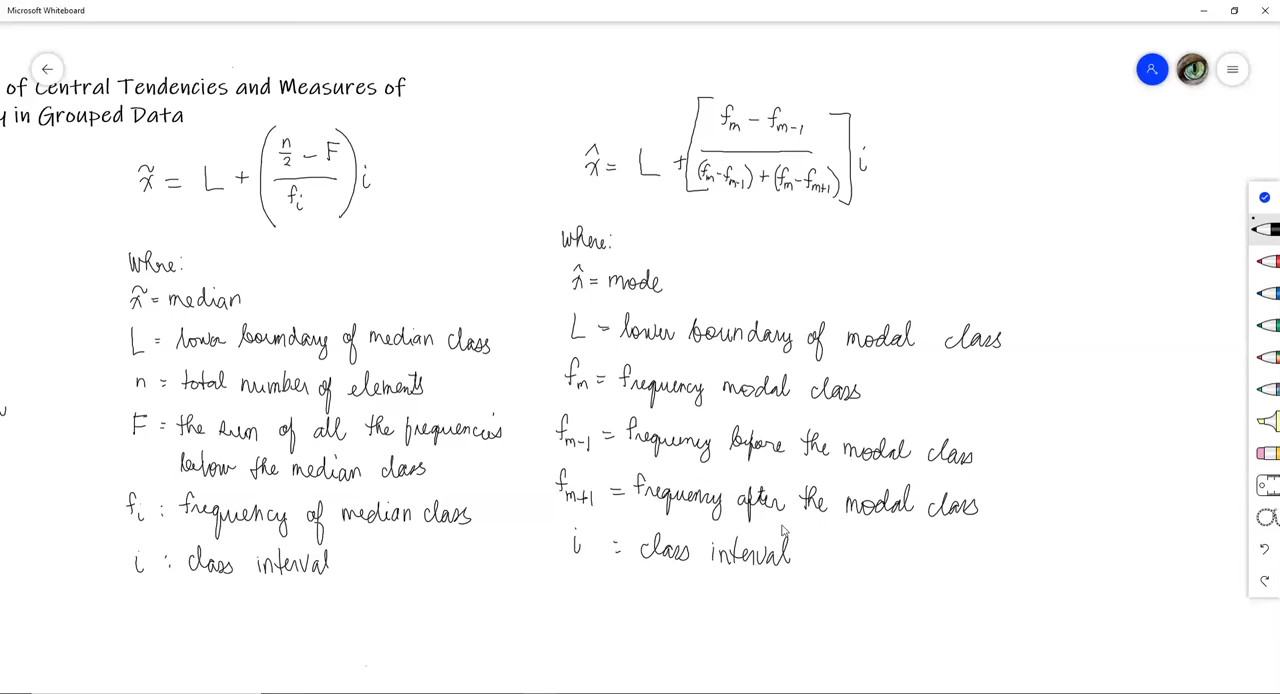 Microsoft Whiteboard
of Central Tendencies and Measures of
y in Grouped Data
x̃ = L + ( (n/2 − F) / fᵢ ) i
Where:
x̃ = median
L = lower boundary of median class
n = total number of elements
F = the sum of all the frequencies
below the median class
fᵢ : frequency of median class
i : class interval
x̂ = L + [ (fₘ − fₘ₋₁) / ((fₘ − fₘ₋₁) + (fₘ − fₘ₊₁)) ] i
where:
x̂ = mode
L = lower boundary of modal class
fₘ = frequency modal class
fₘ₋₁ = frequency before the modal class
fₘ₊₁ = frequency after the modal class
i : class interval